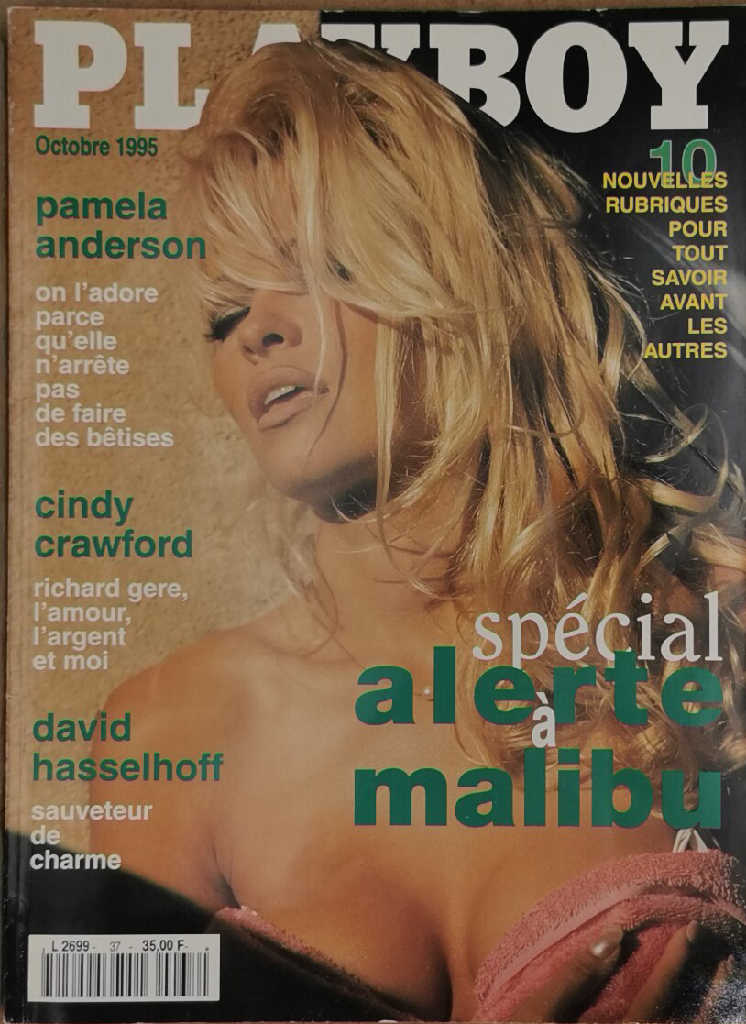 PLAYBOY
Octobre 1995
pamela
anderson
on l'adore
parce
qu'elle
n'arrête
pas
de faire
des bêtises
cindy
crawford
richard gere,
l'amour,
l'argent
et moi
david
hasselhoff
sauveteur
de
charme
10
NOUVELLES
RUBRIQUES
POUR
TOUT
SAVOIR
AVANT
LES
AUTRES
spécial
alerte
à
malibu
L 2699 - 37 - 35,00 F